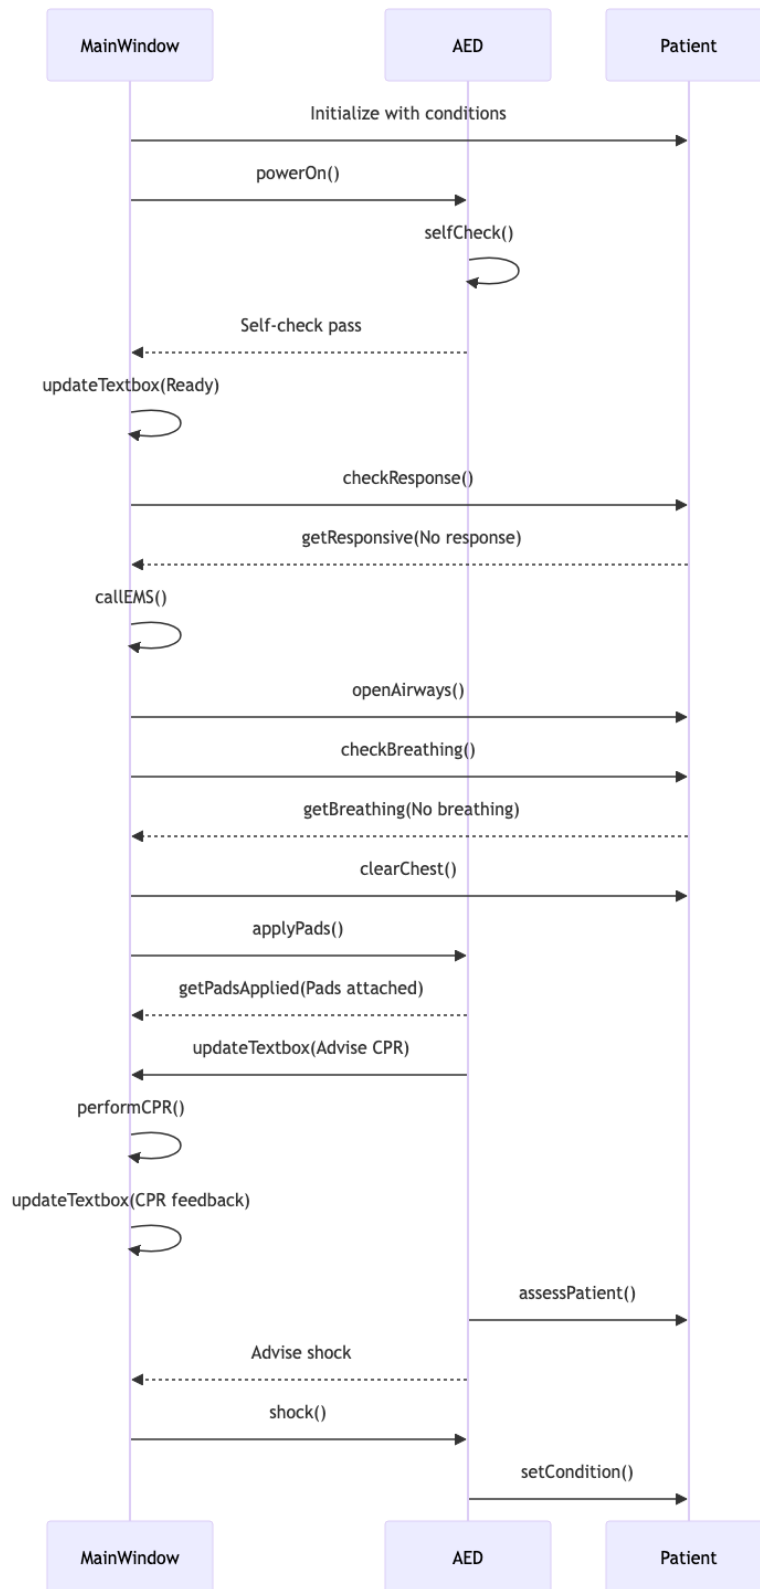 MainWindow AED Patient
Initialize with conditions
powerOn()
selfCheck()
Self-check pass
updateTextbox(Ready)
checkResponse()
getResponsive(No response)
callEMS()
openAirways()
checkBreathing()
getBreathing(No breathing)
clearChest()
applyPads()
getPadsApplied(Pads attached)
updateTextbox(Advise CPR)
performCPR()
updateTextbox(CPR feedback)
assessPatient()
Advise shock
shock()
setCondition()
MainWindow AED Patient